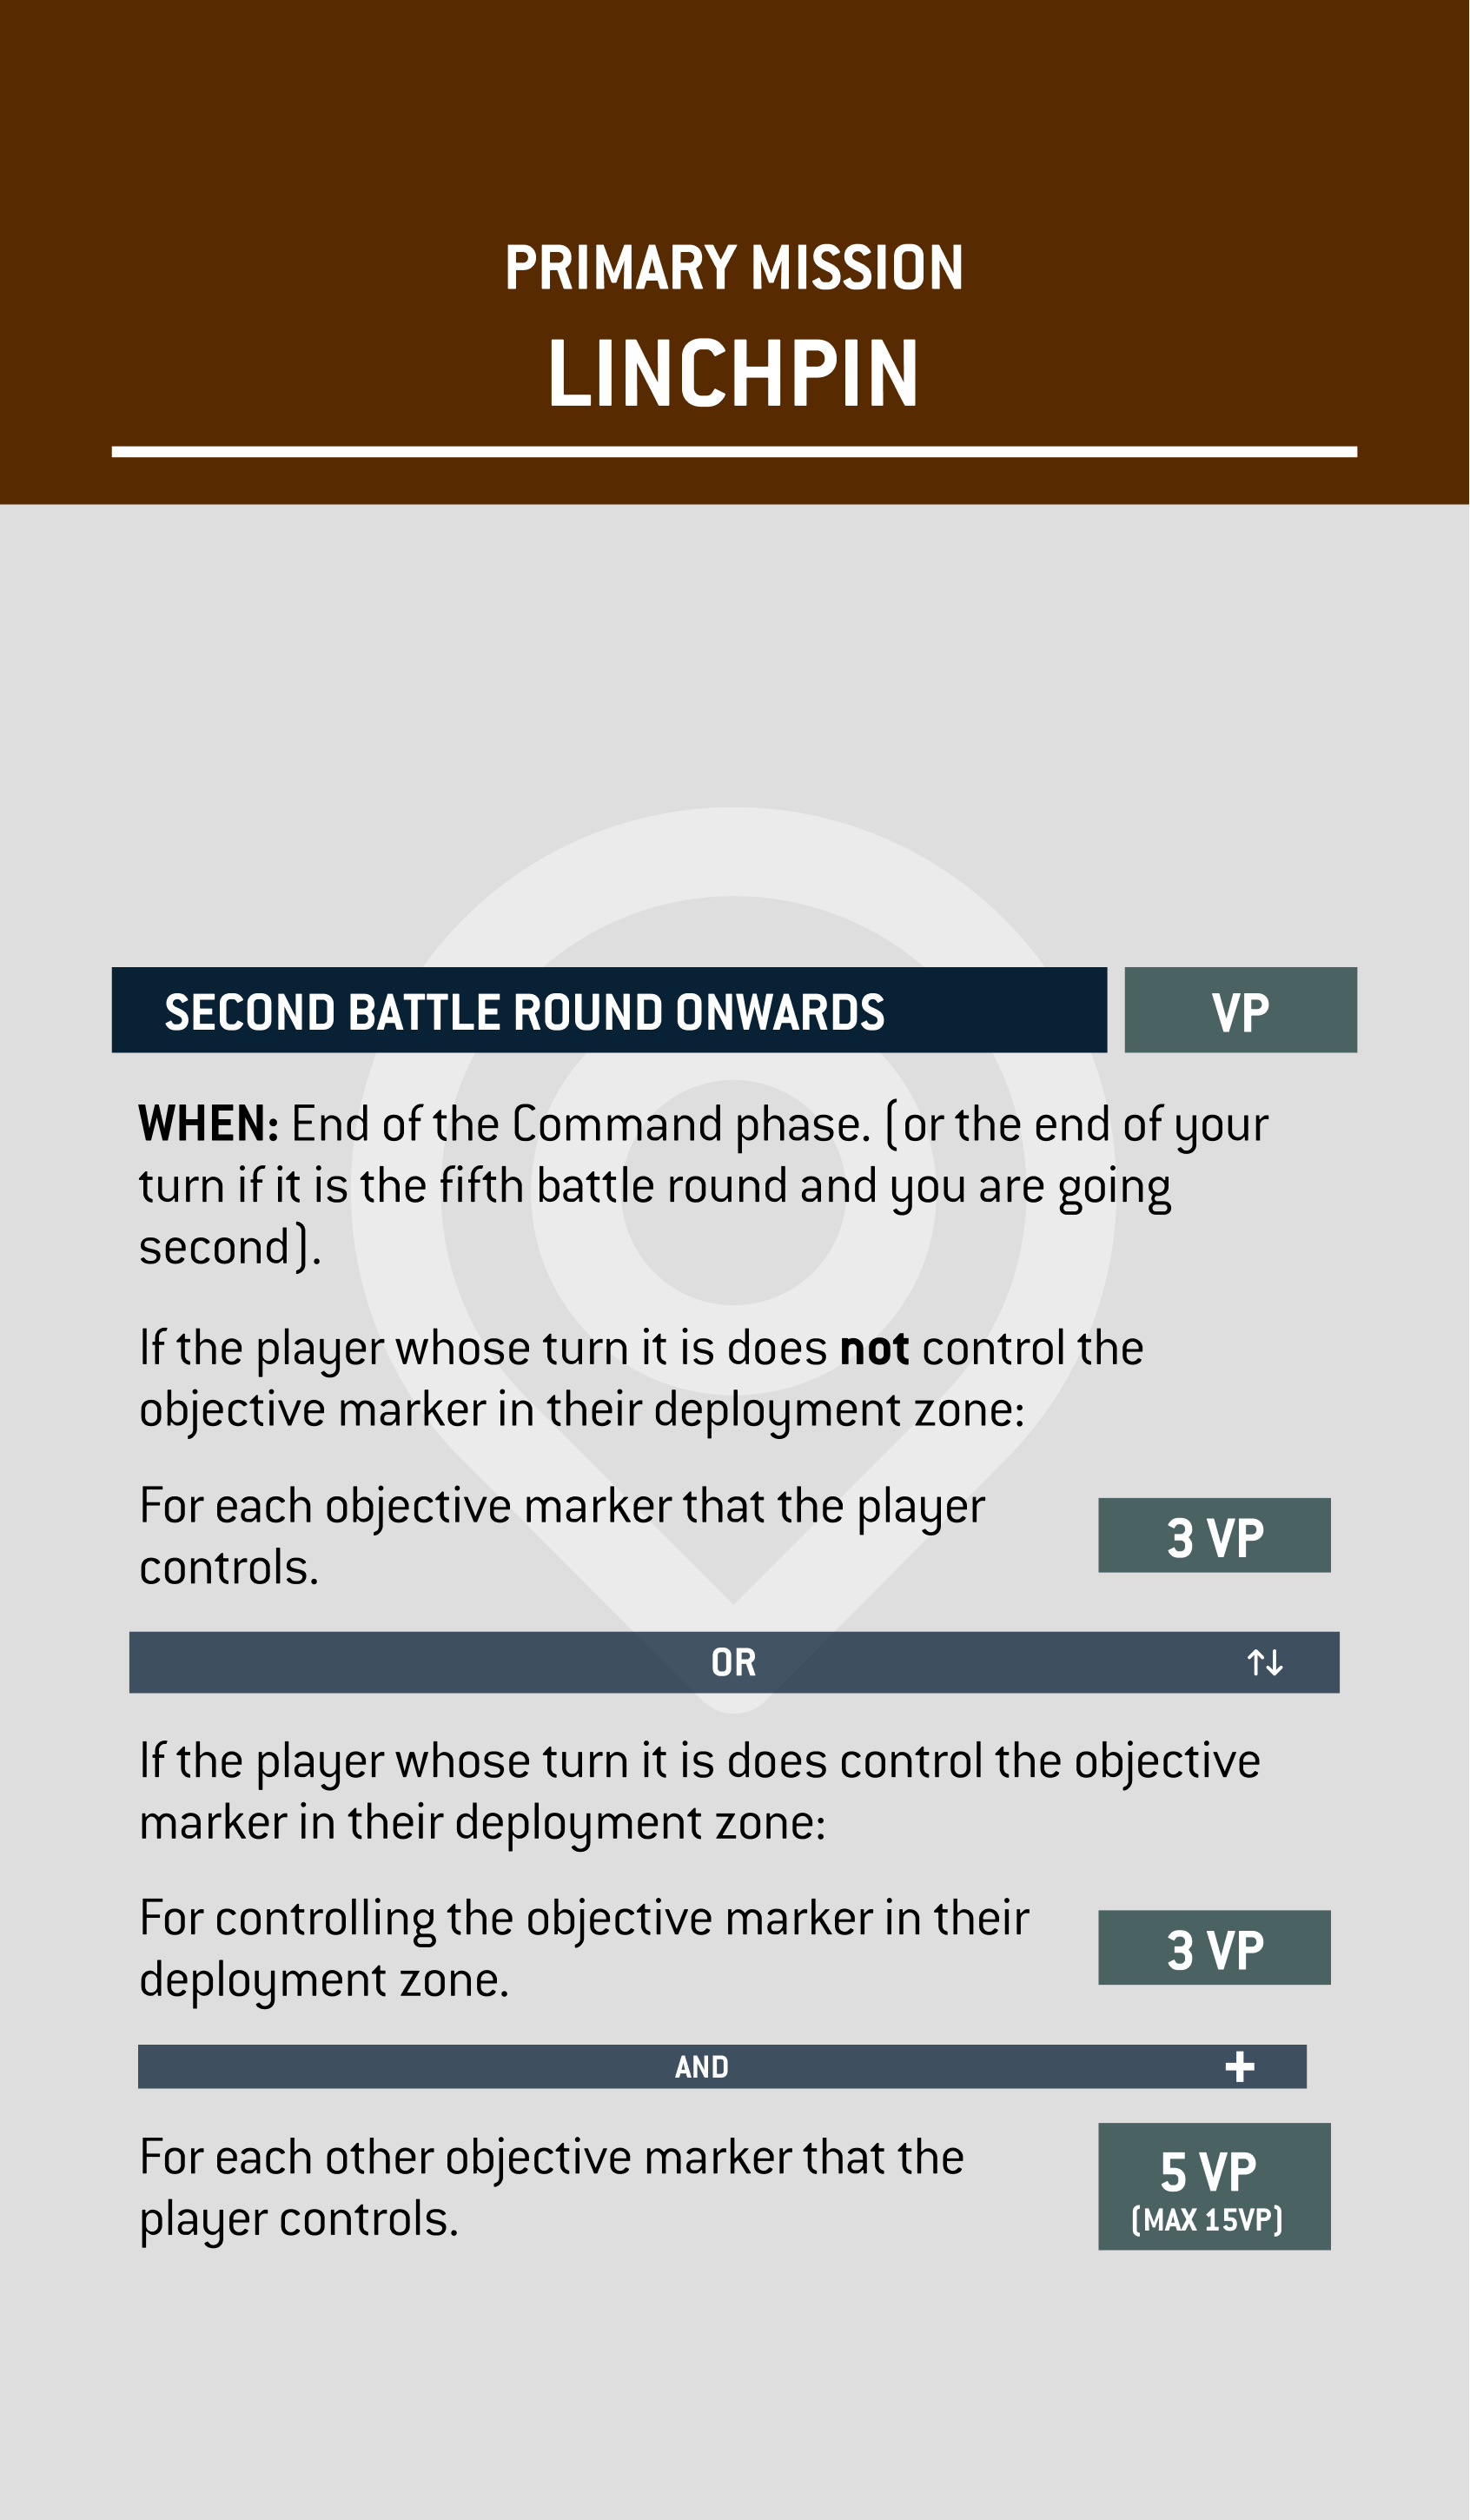 PRIMARY MISSION
LINCHPIN
SECOND BATTLE ROUND ONWARDS
VP
WHEN: End of the Command phase. (or the end of your
turn if it is the fifth battle round and you are going
second).
If the player whose turn it is does not control the
objective marker in their deployment zone:
For each objective marker that the player
controls.
3 VP
OR
If the player whose turn it is does control the objective
marker in their deployment zone:
For controlling the objective marker in their
deployment zone.
3 VP
AND
+
For each other objective marker that the
player controls.
5 VP
(MAX 15VP)